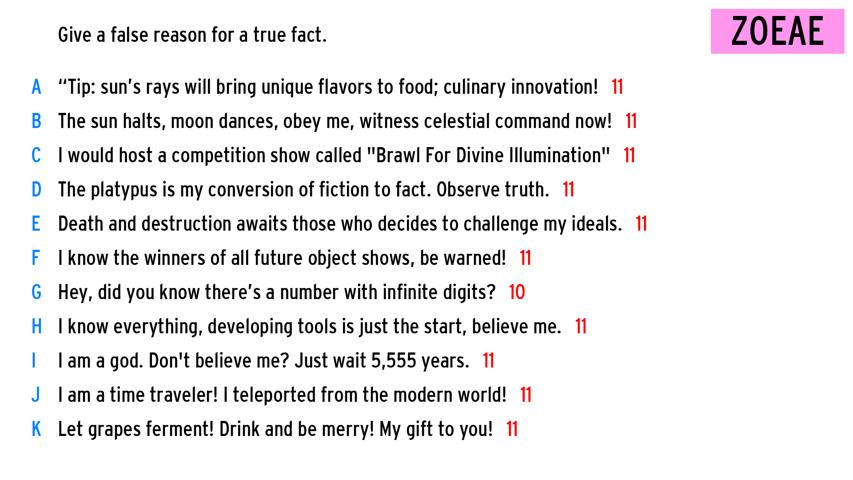 Give a false reason for a true fact.
ZOEAE
A “Tip: sun’s rays will bring unique flavors to food; culinary innovation! 11
B The sun halts, moon dances, obey me, witness celestial command now! 11
C I would host a competition show called "Brawl For Divine Illumination" 11
D The platypus is my conversion of fiction to fact. Observe truth. 11
E Death and destruction awaits those who decides to challenge my ideals. 11
F I know the winners of all future object shows, be warned! 11
G Hey, did you know there’s a number with infinite digits? 10
H I know everything, developing tools is just the start, believe me. 11
I I am a god. Don't believe me? Just wait 5,555 years. 11
J I am a time traveler! I teleported from the modern world! 11
K Let grapes ferment! Drink and be merry! My gift to you! 11